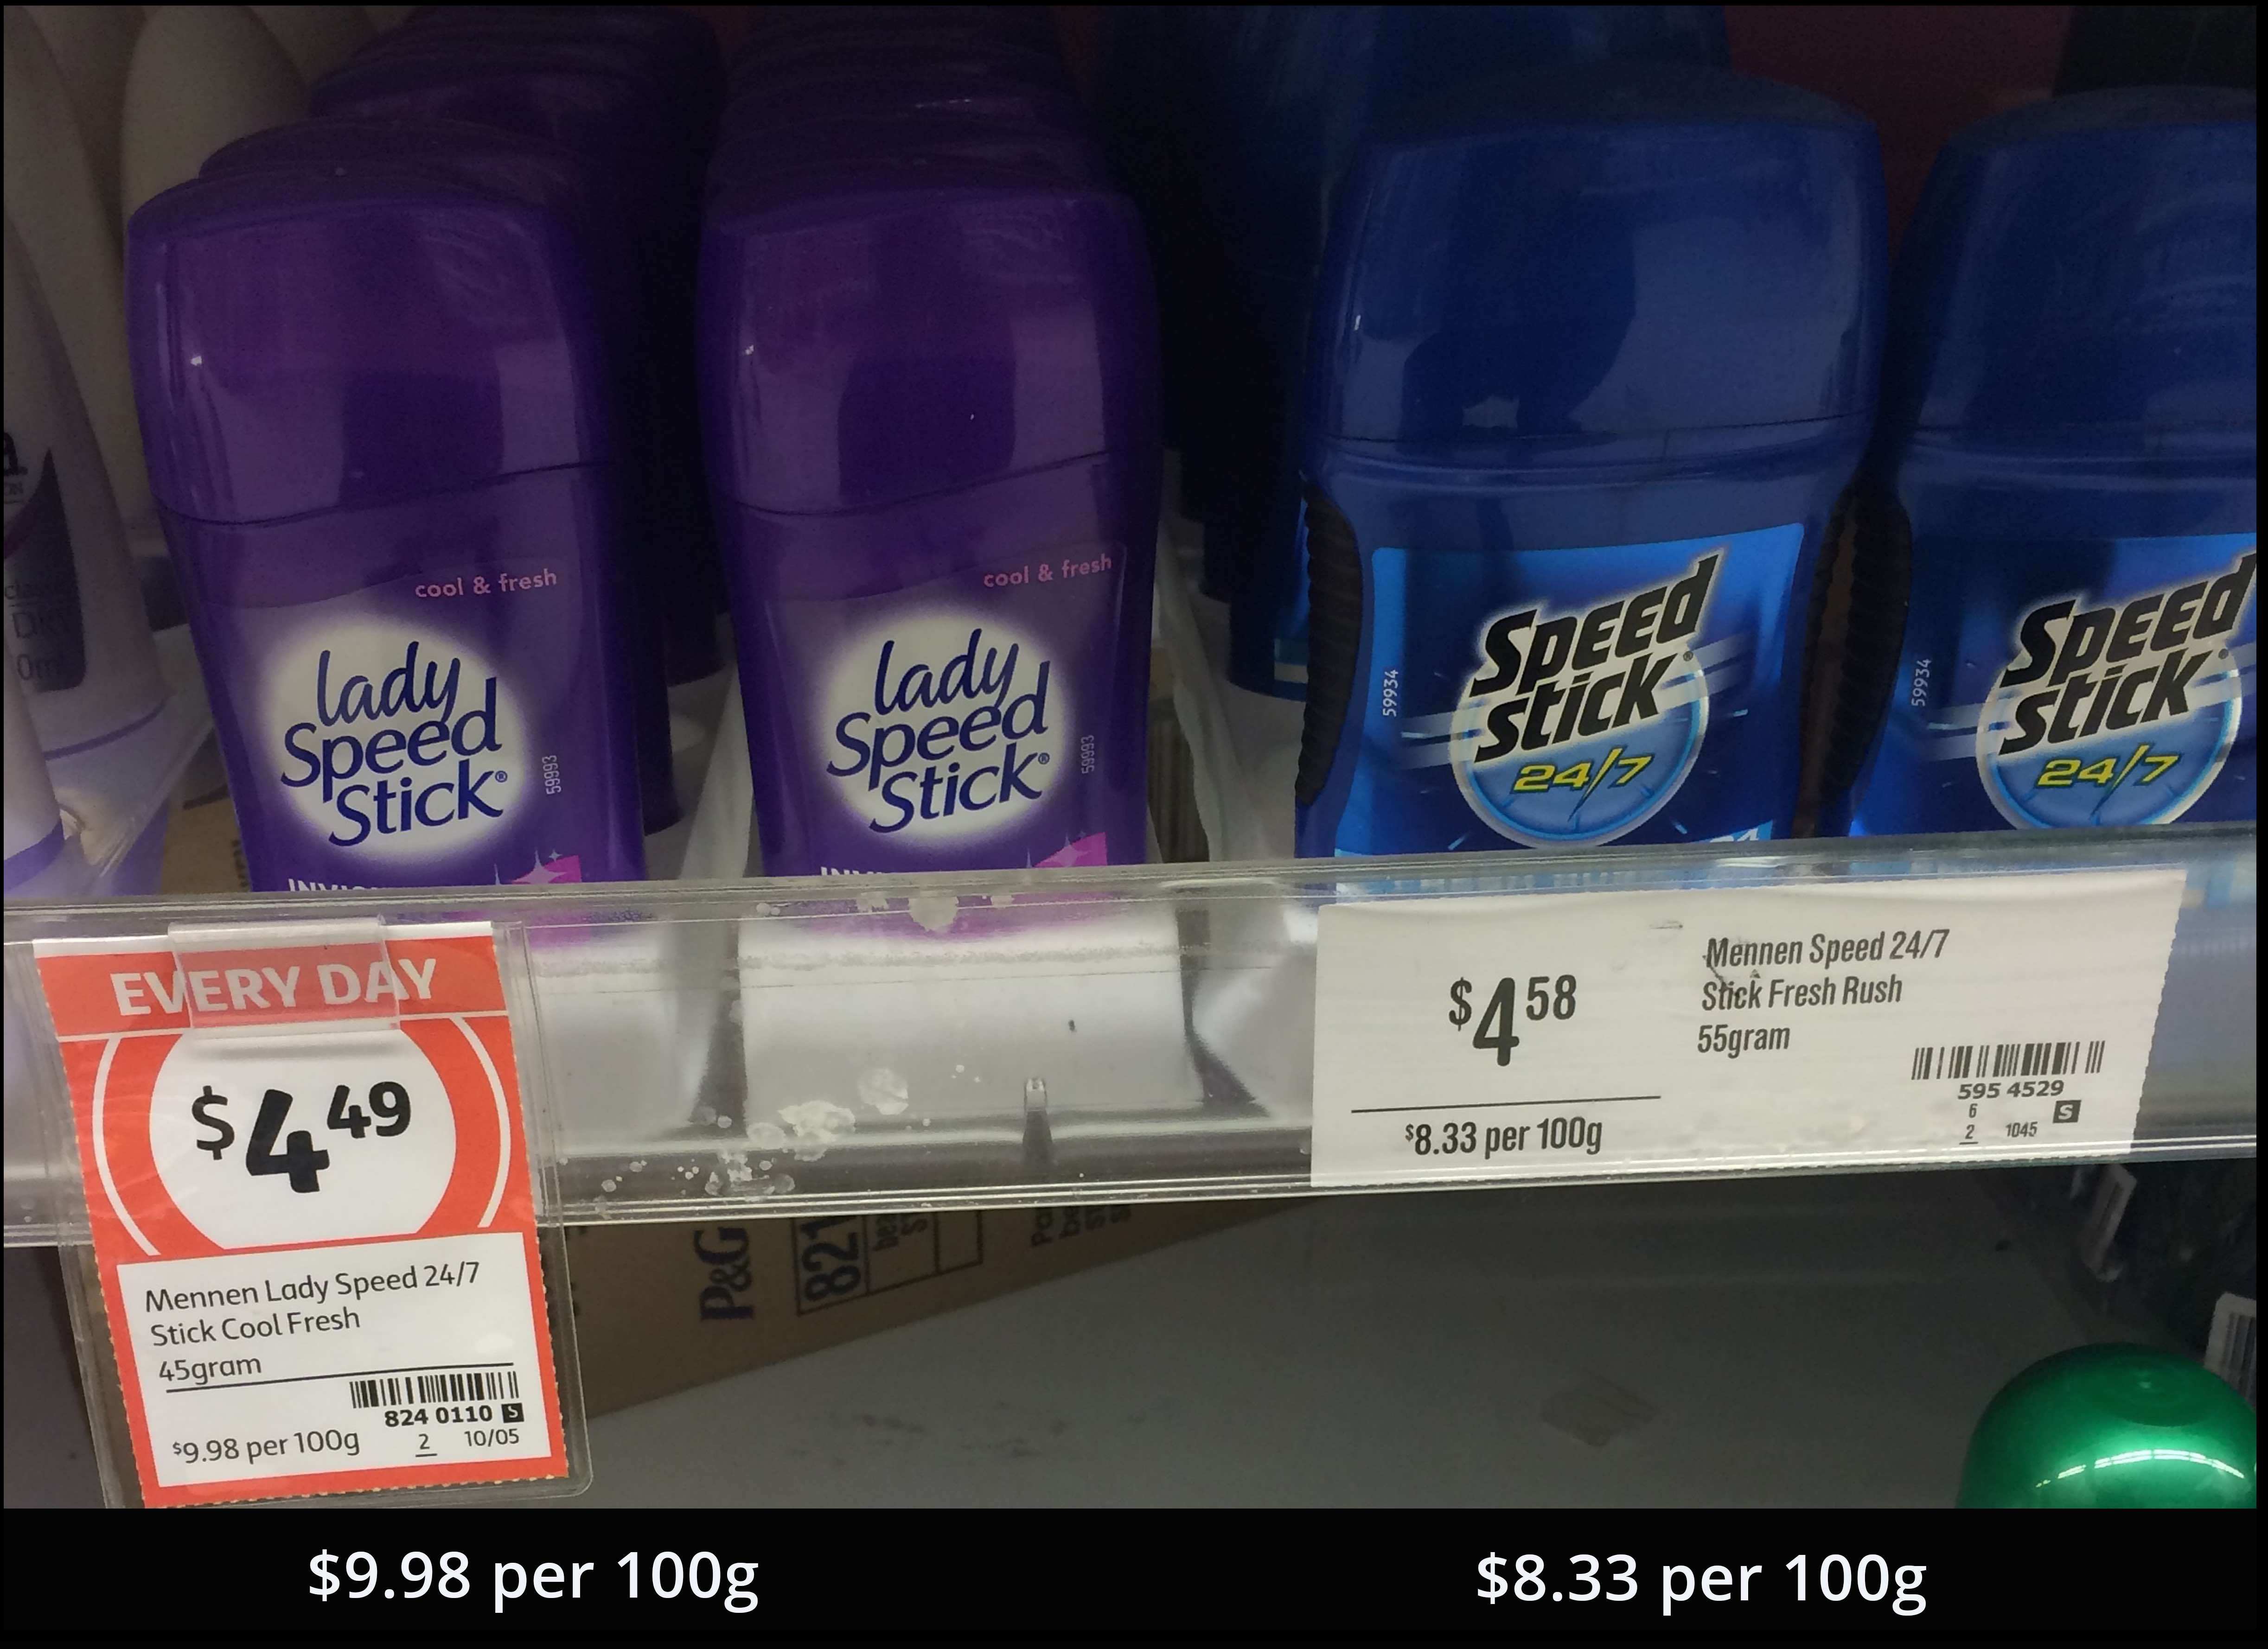 cool & fresh
lady
Speed
Stick®
59993
cool & fresh
lady
Speed
Stick®
59993
59934
Speed
Stick®
24/7
59934
Speed
Stick®
24/7
EVERY DAY
$4 49
Mennen Lady Speed 24/7
Stick Cool Fresh
45gram
824 0110 S
$9.98 per 100g
2 10/05
$4 58
$8.33 per 100g
Mennen Speed 24/7
Stick Fresh Rush
55gram
595 4529
6
2 1045 S
P&G
821
$9.98 per 100g
$8.33 per 100g